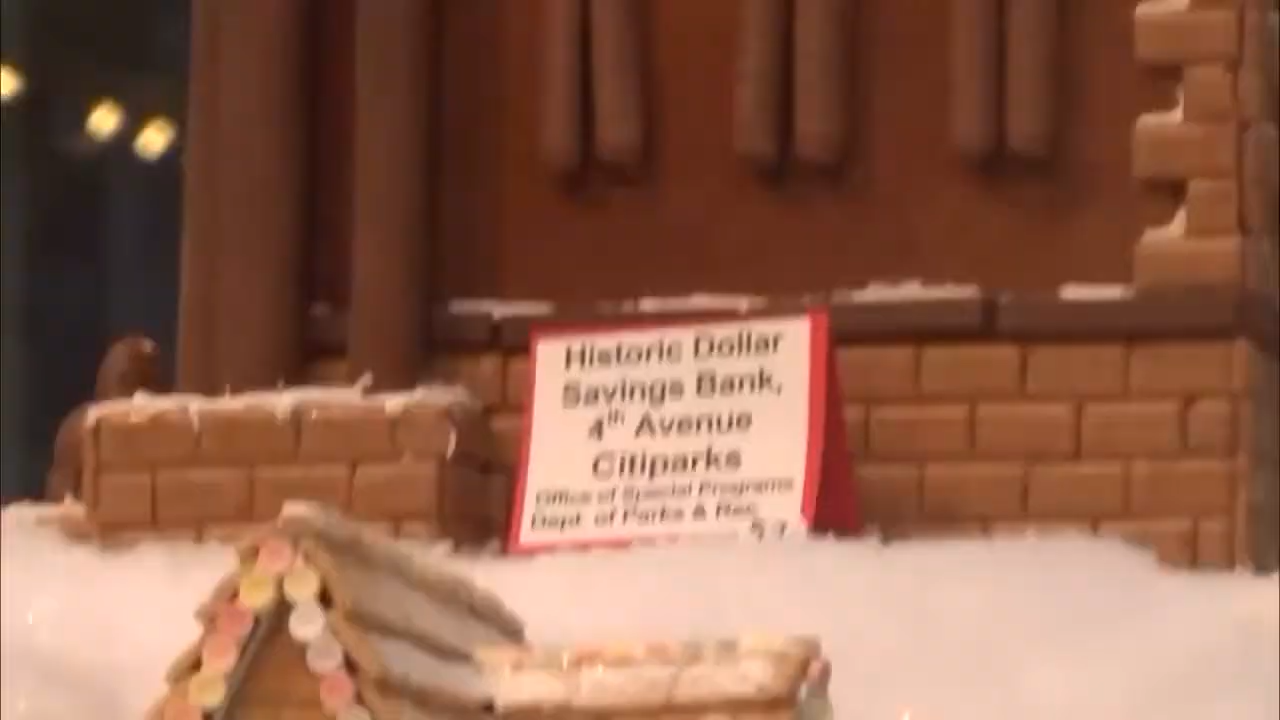 Historic Dollar
Savings Bank,
4th Avenue
Citiparks
Office of Special Programs
Dept. of Parks & Rec.